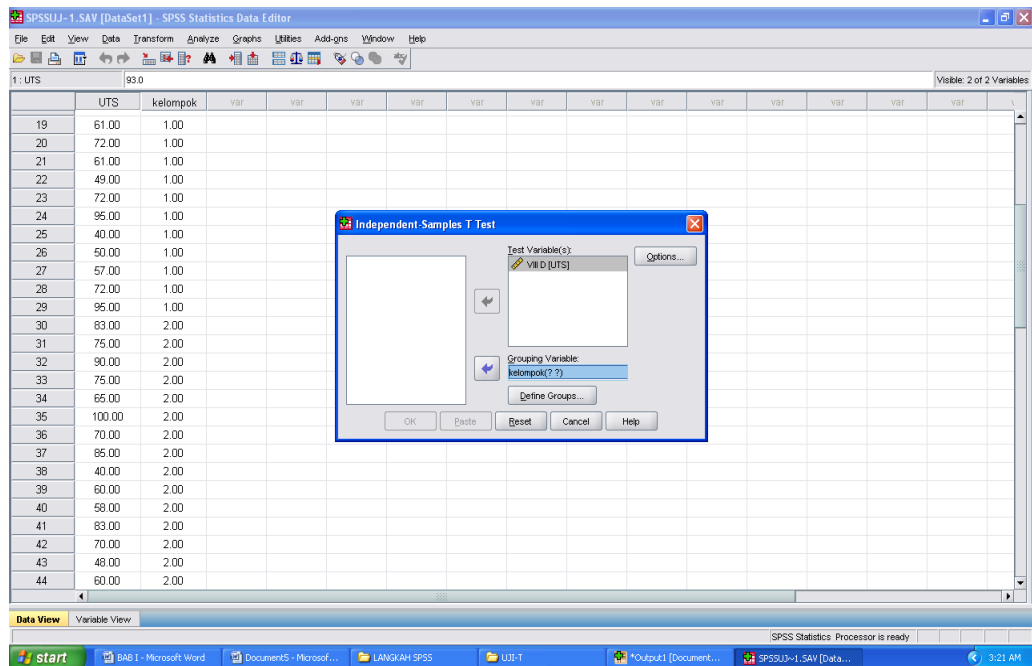 SPSSUJ~1.SAV [DataSet1] - SPSS Statistics Data Editor
File Edit View Data Transform Analyze Graphs Utilities Add-ons Window Help
1 : UTS 93.0 Visible: 2 of 2 Variables
UTS kelompok var var var var var var var var var var var var var
19 61.00 1.00
20 72.00 1.00
21 61.00 1.00
22 49.00 1.00
23 72.00 1.00
24 95.00 1.00
25 40.00 1.00
26 50.00 1.00
27 57.00 1.00
28 72.00 1.00
29 95.00 1.00
30 83.00 2.00
31 75.00 2.00
32 90.00 2.00
33 75.00 2.00
34 65.00 2.00
35 100.00 2.00
36 70.00 2.00
37 85.00 2.00
38 40.00 2.00
39 60.00 2.00
40 58.00 2.00
41 83.00 2.00
42 70.00 2.00
43 48.00 2.00
44 60.00 2.00
Independent-Samples T Test
Test Variable(s):
VIII D [UTS]
Options...
Grouping Variable:
kelompok(? ?)
Define Groups...
OK Paste Reset Cancel Help
Data View Variable View
SPSS Statistics Processor is ready
start BAB I - Microsoft Word Document5 - Microsof... LANGKAH SPSS UJI-T *Output1 [Document... SPSSUJ~1.SAV [Data... 3:21 AM